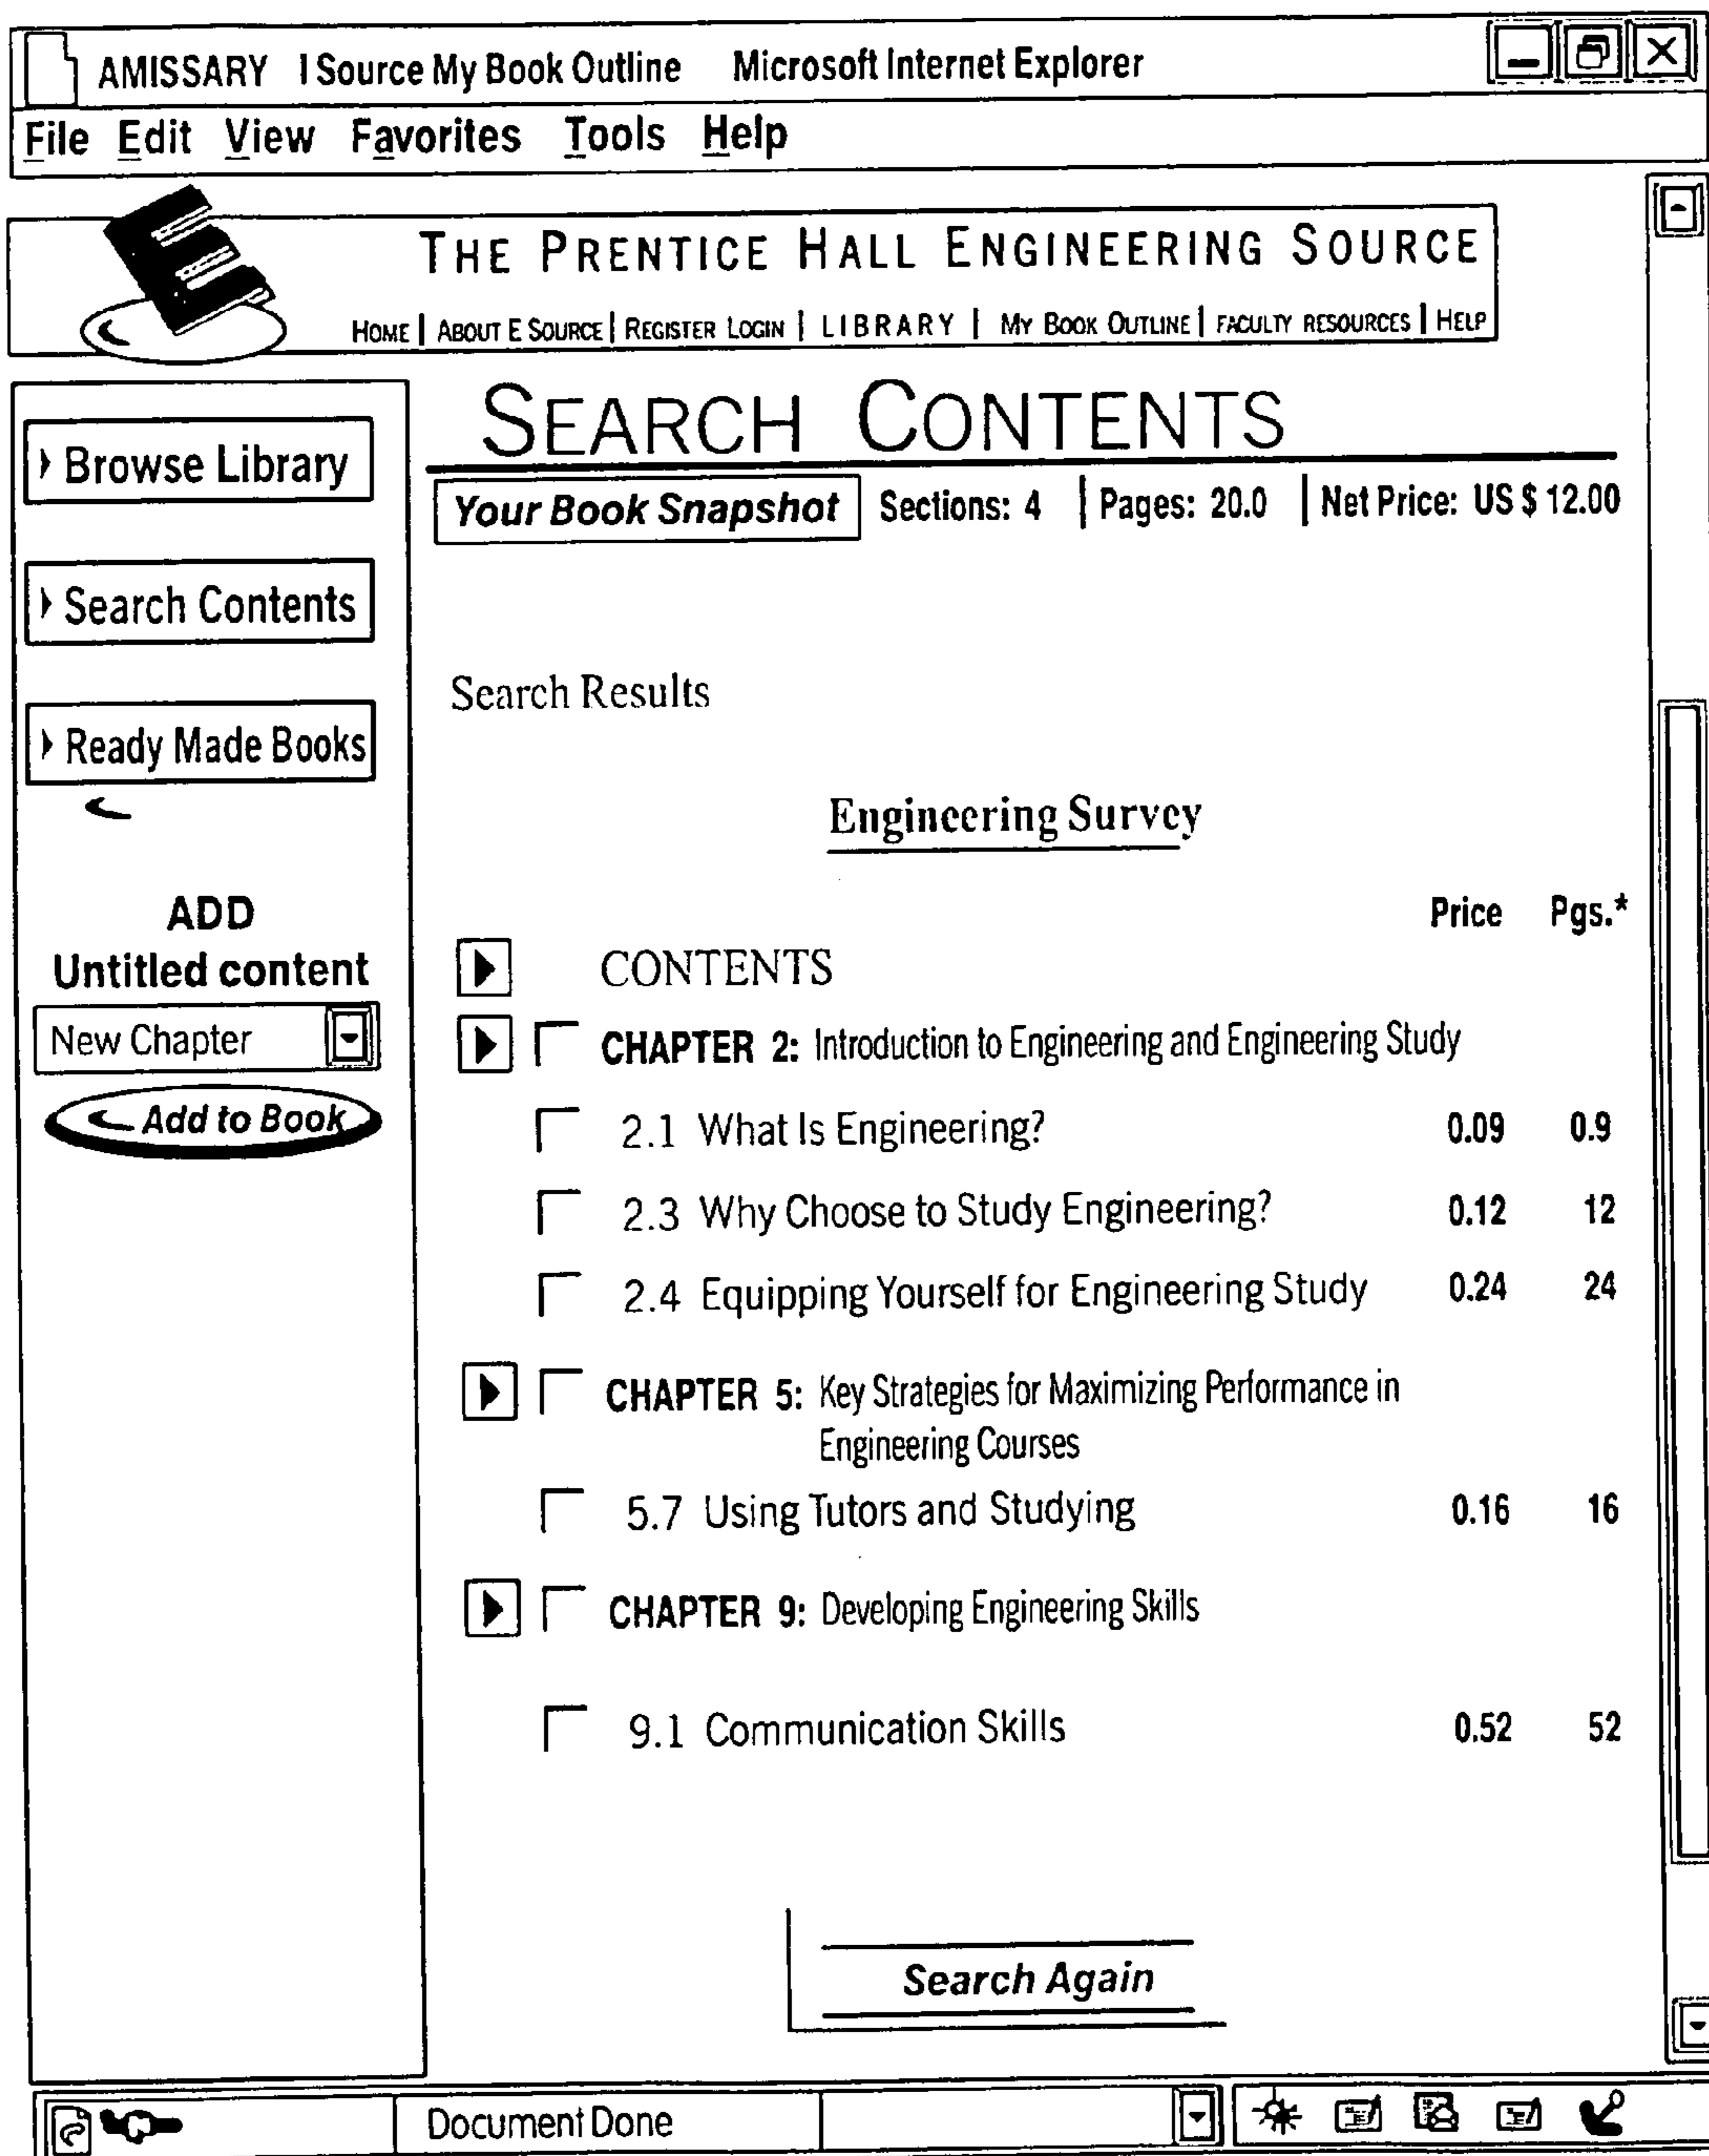 AMISSARY I Source My Book Outline Microsoft Internet Explorer
File Edit View Favorites Tools Help
THE PRENTICE HALL ENGINEERING SOURCE
HOME | ABOUT E SOURCE | REGISTER LOGIN | LIBRARY | MY BOOK OUTLINE | FACULTY RESOURCES | HELP
Browse Library
Search Contents
Ready Made Books
ADD
Untitled content
New Chapter
Add to Book
SEARCH CONTENTS
Your Book Snapshot Sections: 4 | Pages: 20.0 | Net Price: US $ 12.00
Search Results
Engineering Survey
Price Pgs.*
CONTENTS
CHAPTER 2: Introduction to Engineering and Engineering Study
2.1 What Is Engineering? 0.09 0.9
2.3 Why Choose to Study Engineering? 0.12 12
2.4 Equipping Yourself for Engineering Study 0.24 24
CHAPTER 5: Key Strategies for Maximizing Performance in
Engineering Courses
5.7 Using Tutors and Studying 0.16 16
CHAPTER 9: Developing Engineering Skills
9.1 Communication Skills 0.52 52
Search Again
Document Done